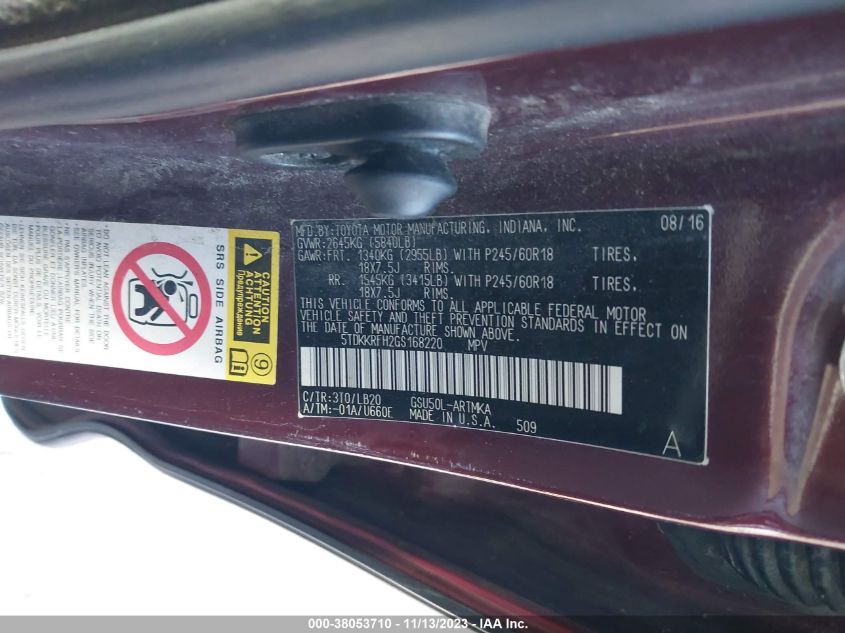 MFD.BY:TOYOTA MOTOR MANUFACTURING, INDIANA, INC. 08/16
GVWR:2645KG (5840LB)
GAWR:FRT. 1340KG (2955LB) WITH P245/60R18 TIRES,
18X7.5J RIMS.
RR. 1545KG (3415LB) WITH P245/60R18 TIRES,
18X7.5J RIMS.
THIS VEHICLE CONFORMS TO ALL APPLICABLE FEDERAL MOTOR
VEHICLE SAFETY AND THEFT PREVENTION STANDARDS IN EFFECT ON
THE DATE OF MANUFACTURE SHOWN ABOVE.
5TDKKRFH2GS168220 MPV
C/TR:3T0/LB20 GSU50L-ARTMKA
A/TM:-01A/U660E MADE IN U.S.A. 509
A
SRS SIDE AIRBAG
CAUTION
ATTENTION
ACHTUNG
Предупреждение
9
000-38053710 - 11/13/2023 - IAA Inc.